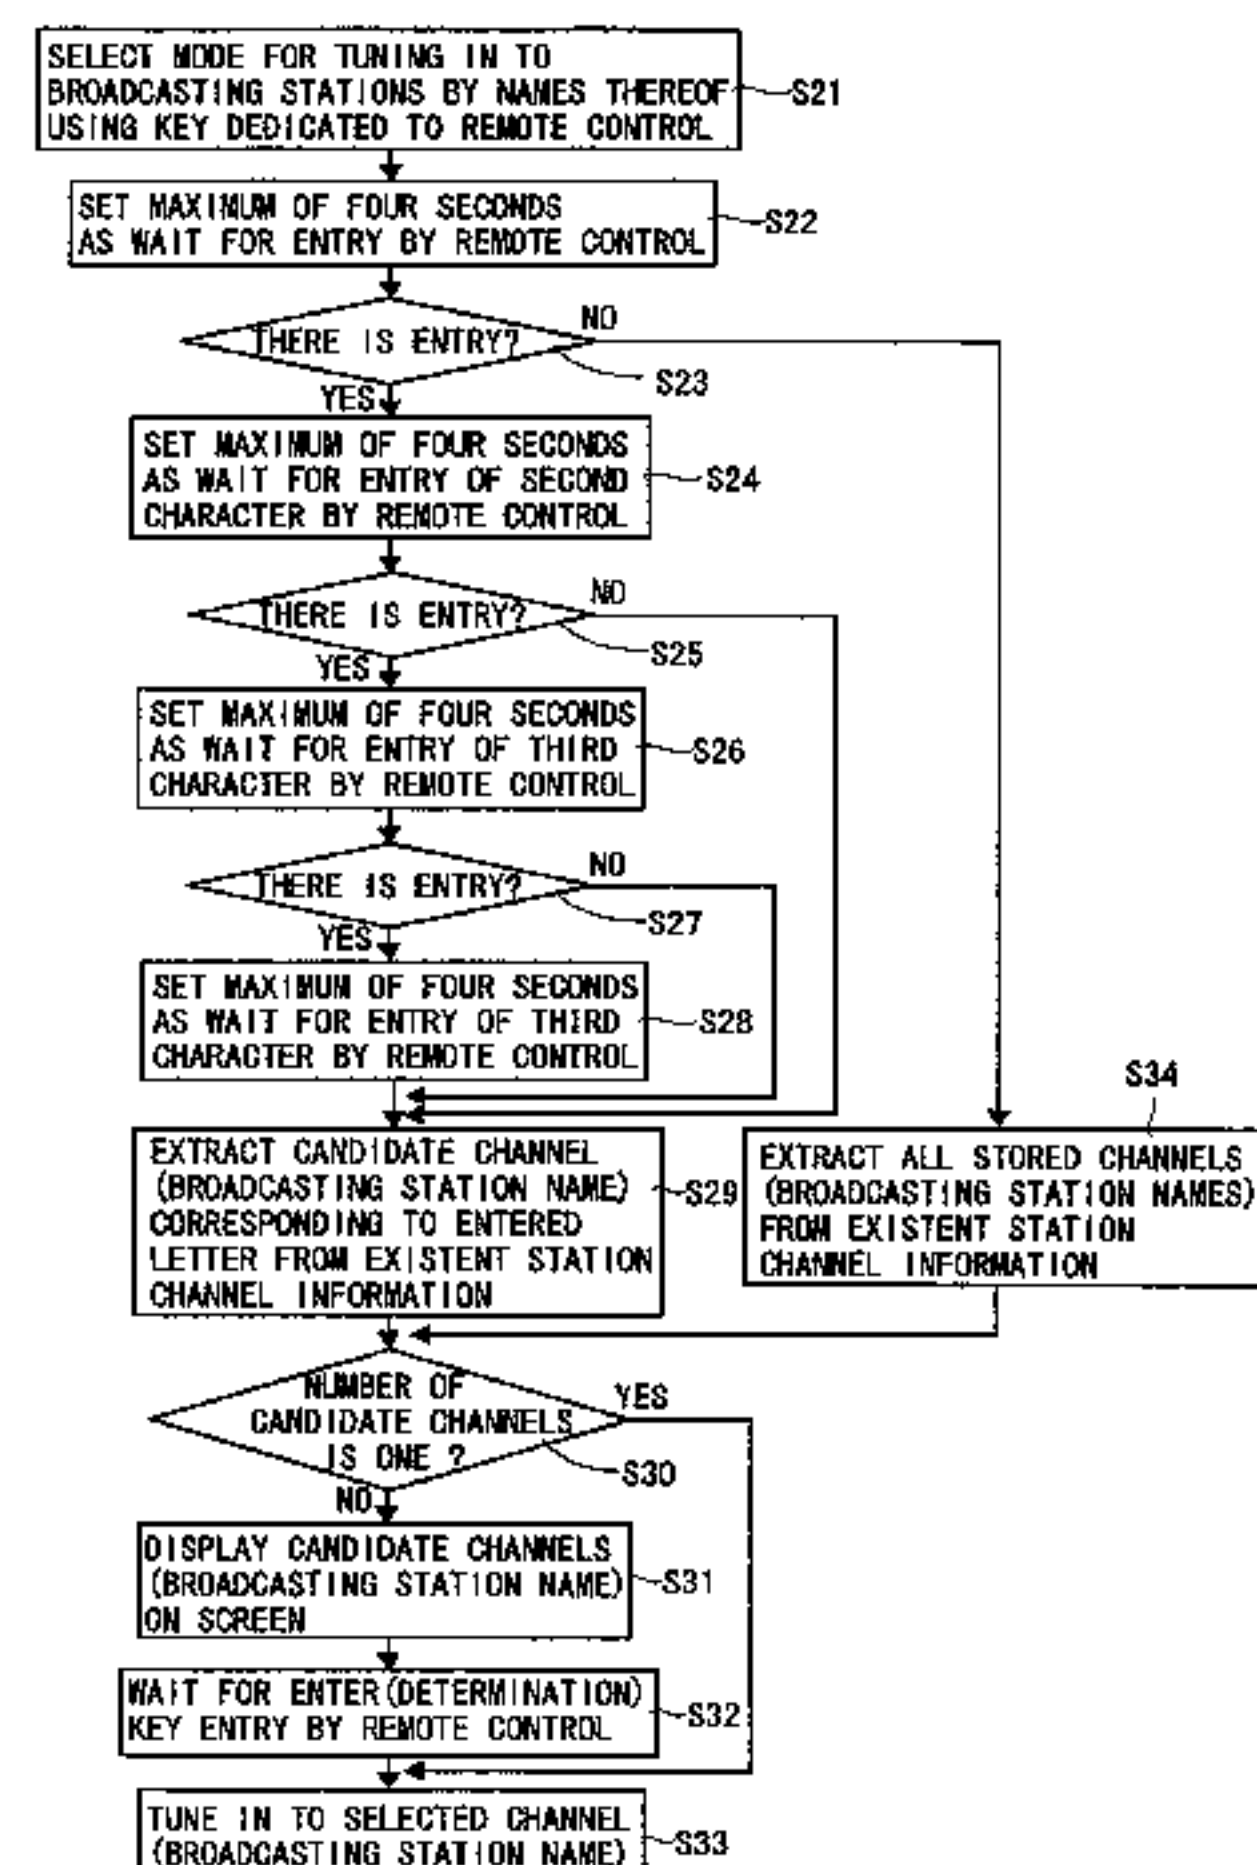 SELECT MODE FOR TUNING IN TO
BROADCASTING STATIONS BY NAMES THEREOF
USING KEY DEDICATED TO REMOTE CONTROL
S21
SET MAXIMUM OF FOUR SECONDS
AS WAIT FOR ENTRY BY REMOTE CONTROL
S22
THERE IS ENTRY?
NO
S23
YES
SET MAXIMUM OF FOUR SECONDS
AS WAIT FOR ENTRY OF SECOND
CHARACTER BY REMOTE CONTROL
S24
THERE IS ENTRY?
NO
S25
YES
SET MAXIMUM OF FOUR SECONDS
AS WAIT FOR ENTRY OF THIRD
CHARACTER BY REMOTE CONTROL
S26
THERE IS ENTRY?
NO
S27
YES
SET MAXIMUM OF FOUR SECONDS
AS WAIT FOR ENTRY OF THIRD
CHARACTER BY REMOTE CONTROL
S28
EXTRACT CANDIDATE CHANNEL
(BROADCASTING STATION NAME)
CORRESPONDING TO ENTERED
LETTER FROM EXISTENT STATION
CHANNEL INFORMATION
S29
S34
EXTRACT ALL STORED CHANNELS
(BROADCASTING STATION NAMES)
FROM EXISTENT STATION
CHANNEL INFORMATION
NUMBER OF
CANDIDATE CHANNELS
IS ONE ?
YES
S30
NO
DISPLAY CANDIDATE CHANNELS
(BROADCASTING STATION NAME)
ON SCREEN
S31
WAIT FOR ENTER(DETERMINATION)
KEY ENTRY BY REMOTE CONTROL
S32
TUNE IN TO SELECTED CHANNEL
(BROADCASTING STATION NAME)
S33